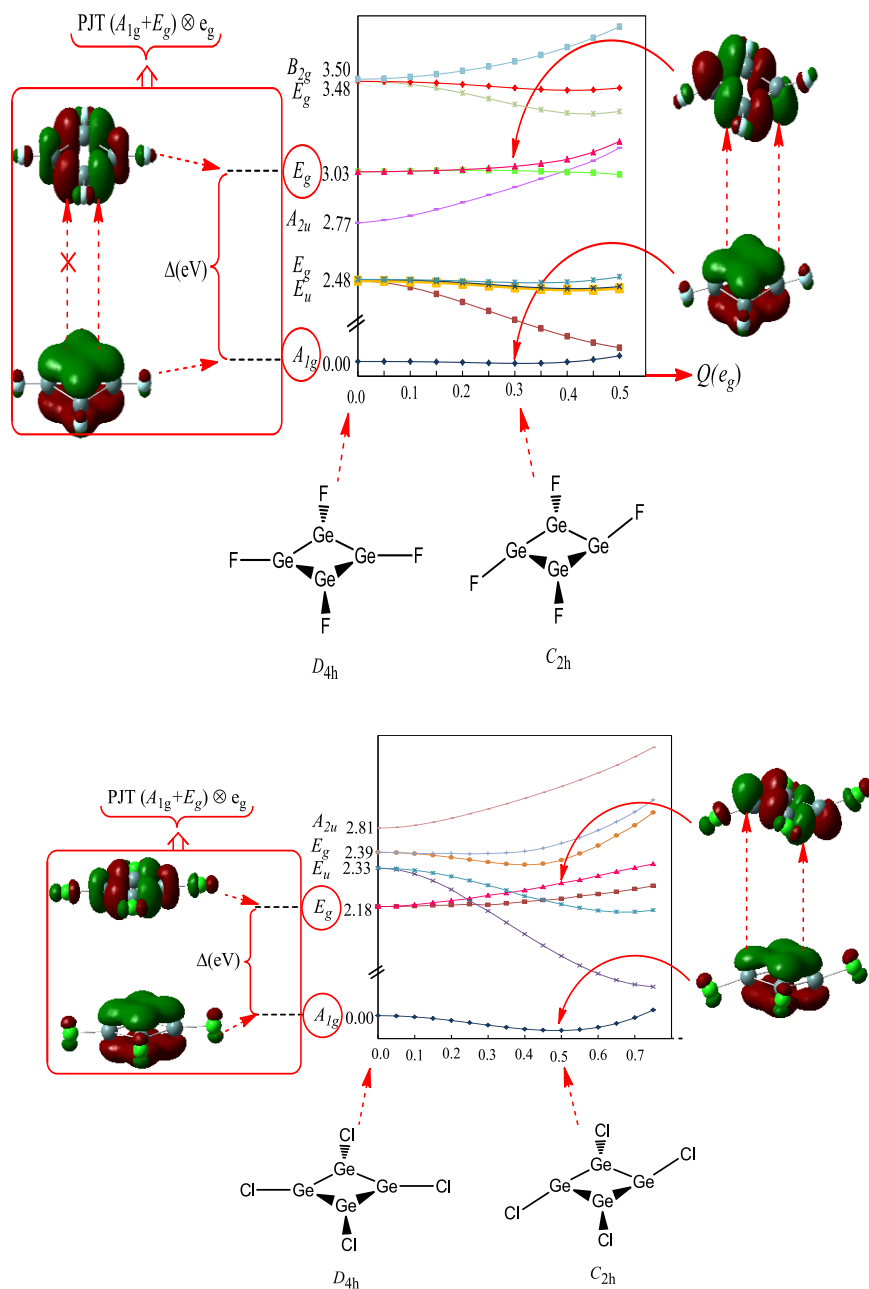 PJT (A1g+Eg) ⊗ eg
B2g 3.50
Eg 3.48
Eg 3.03
A2u 2.77
Δ(eV)
Eg 2.48
Eu
A1g 0.00
0.0 0.1 0.2 0.3 0.4 0.5
Q(eg)
F
Ge
F Ge Ge F
Ge
F
D4h
F
F
Ge
Ge Ge
Ge
F
F
C2h
PJT (A1g+Eg) ⊗ eg
A2u 2.81
Eg 2.39
Eu 2.33
Eg 2.18
Δ(eV)
A1g 0.00
0.0 0.1 0.2 0.3 0.4 0.5 0.6 0.7
Cl
Ge
Cl Ge Ge Cl
Ge
Cl
D4h
Cl
Cl
Ge
Ge Ge
Ge
Cl
Cl
C2h